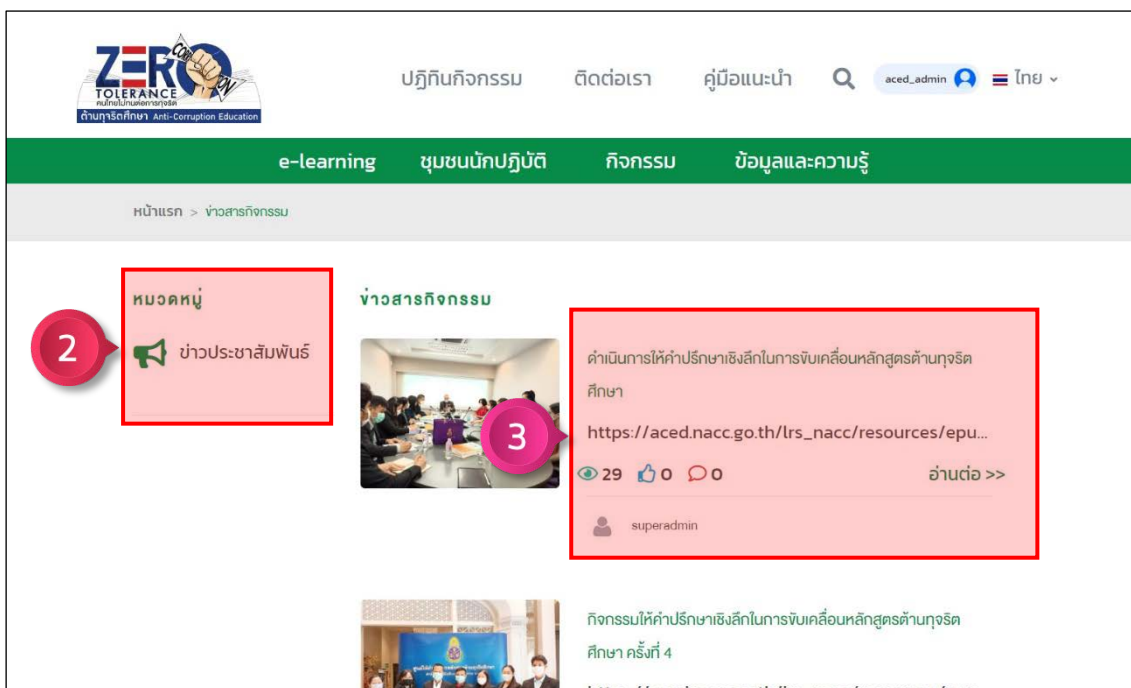 ZERO
CORRUPTION
TOLERANCE
คนไทยไม่ทนต่อการทุจริต
ต้านทุจริตศึกษา Anti-Corruption Education
ปฏิทินกิจกรรม ติดต่อเรา คู่มือแนะนำ aced_admin ไทย
e-learning ชุมชนนักปฏิบัติ กิจกรรม ข้อมูลและความรู้
หน้าแรก > ข่าวสารกิจกรรม
หมวดหมู่
2
ข่าวประชาสัมพันธ์
ข่าวสารกิจกรรม
3
ดำเนินการให้คำปรึกษาเชิงลึกในการขับเคลื่อนหลักสูตรต้านทุจริต
ศึกษา
https://aced.nacc.go.th/lrs_nacc/resources/epu...
29 0 0 อ่านต่อ >>
superadmin
กิจกรรมให้คำปรึกษาเชิงลึกในการขับเคลื่อนหลักสูตรต้านทุจริต
ศึกษา ครั้งที่ 4